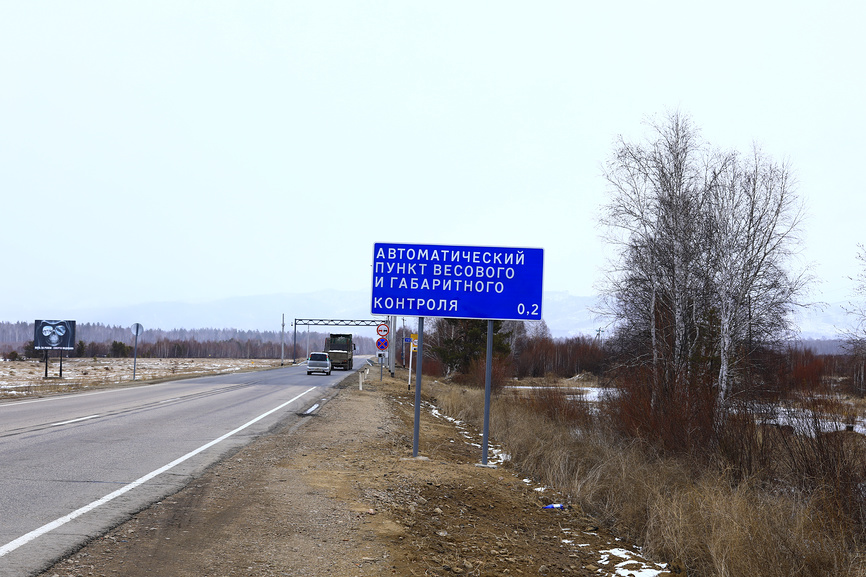 АВТОМАТИЧЕСКИЙ
ПУНКТ ВЕСОВОГО
И ГАБАРИТНОГО
КОНТРОЛЯ 0,2